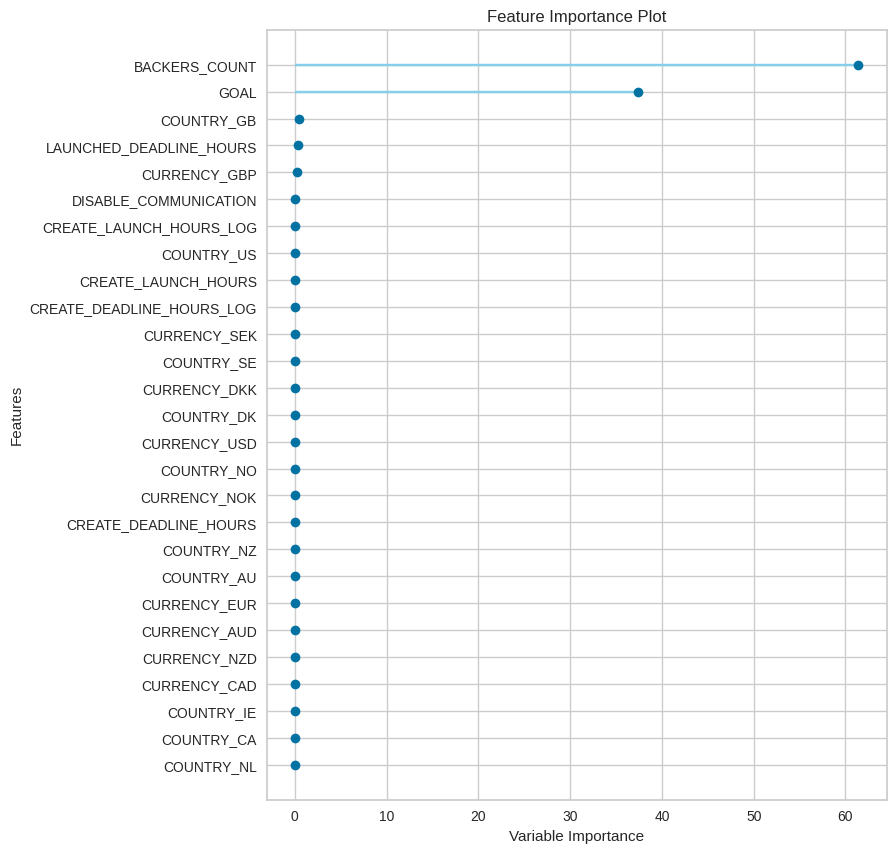 Feature Importance Plot
BACKERS_COUNT
GOAL
COUNTRY_GB
LAUNCHED_DEADLINE_HOURS
CURRENCY_GBP
DISABLE_COMMUNICATION
CREATE_LAUNCH_HOURS_LOG
COUNTRY_US
CREATE_LAUNCH_HOURS
CREATE_DEADLINE_HOURS_LOG
CURRENCY_SEK
COUNTRY_SE
CURRENCY_DKK
COUNTRY_DK
CURRENCY_USD
COUNTRY_NO
CURRENCY_NOK
CREATE_DEADLINE_HOURS
COUNTRY_NZ
COUNTRY_AU
CURRENCY_EUR
CURRENCY_AUD
CURRENCY_NZD
CURRENCY_CAD
COUNTRY_IE
COUNTRY_CA
COUNTRY_NL
Features
0 10 20 30 40 50 60
Variable Importance